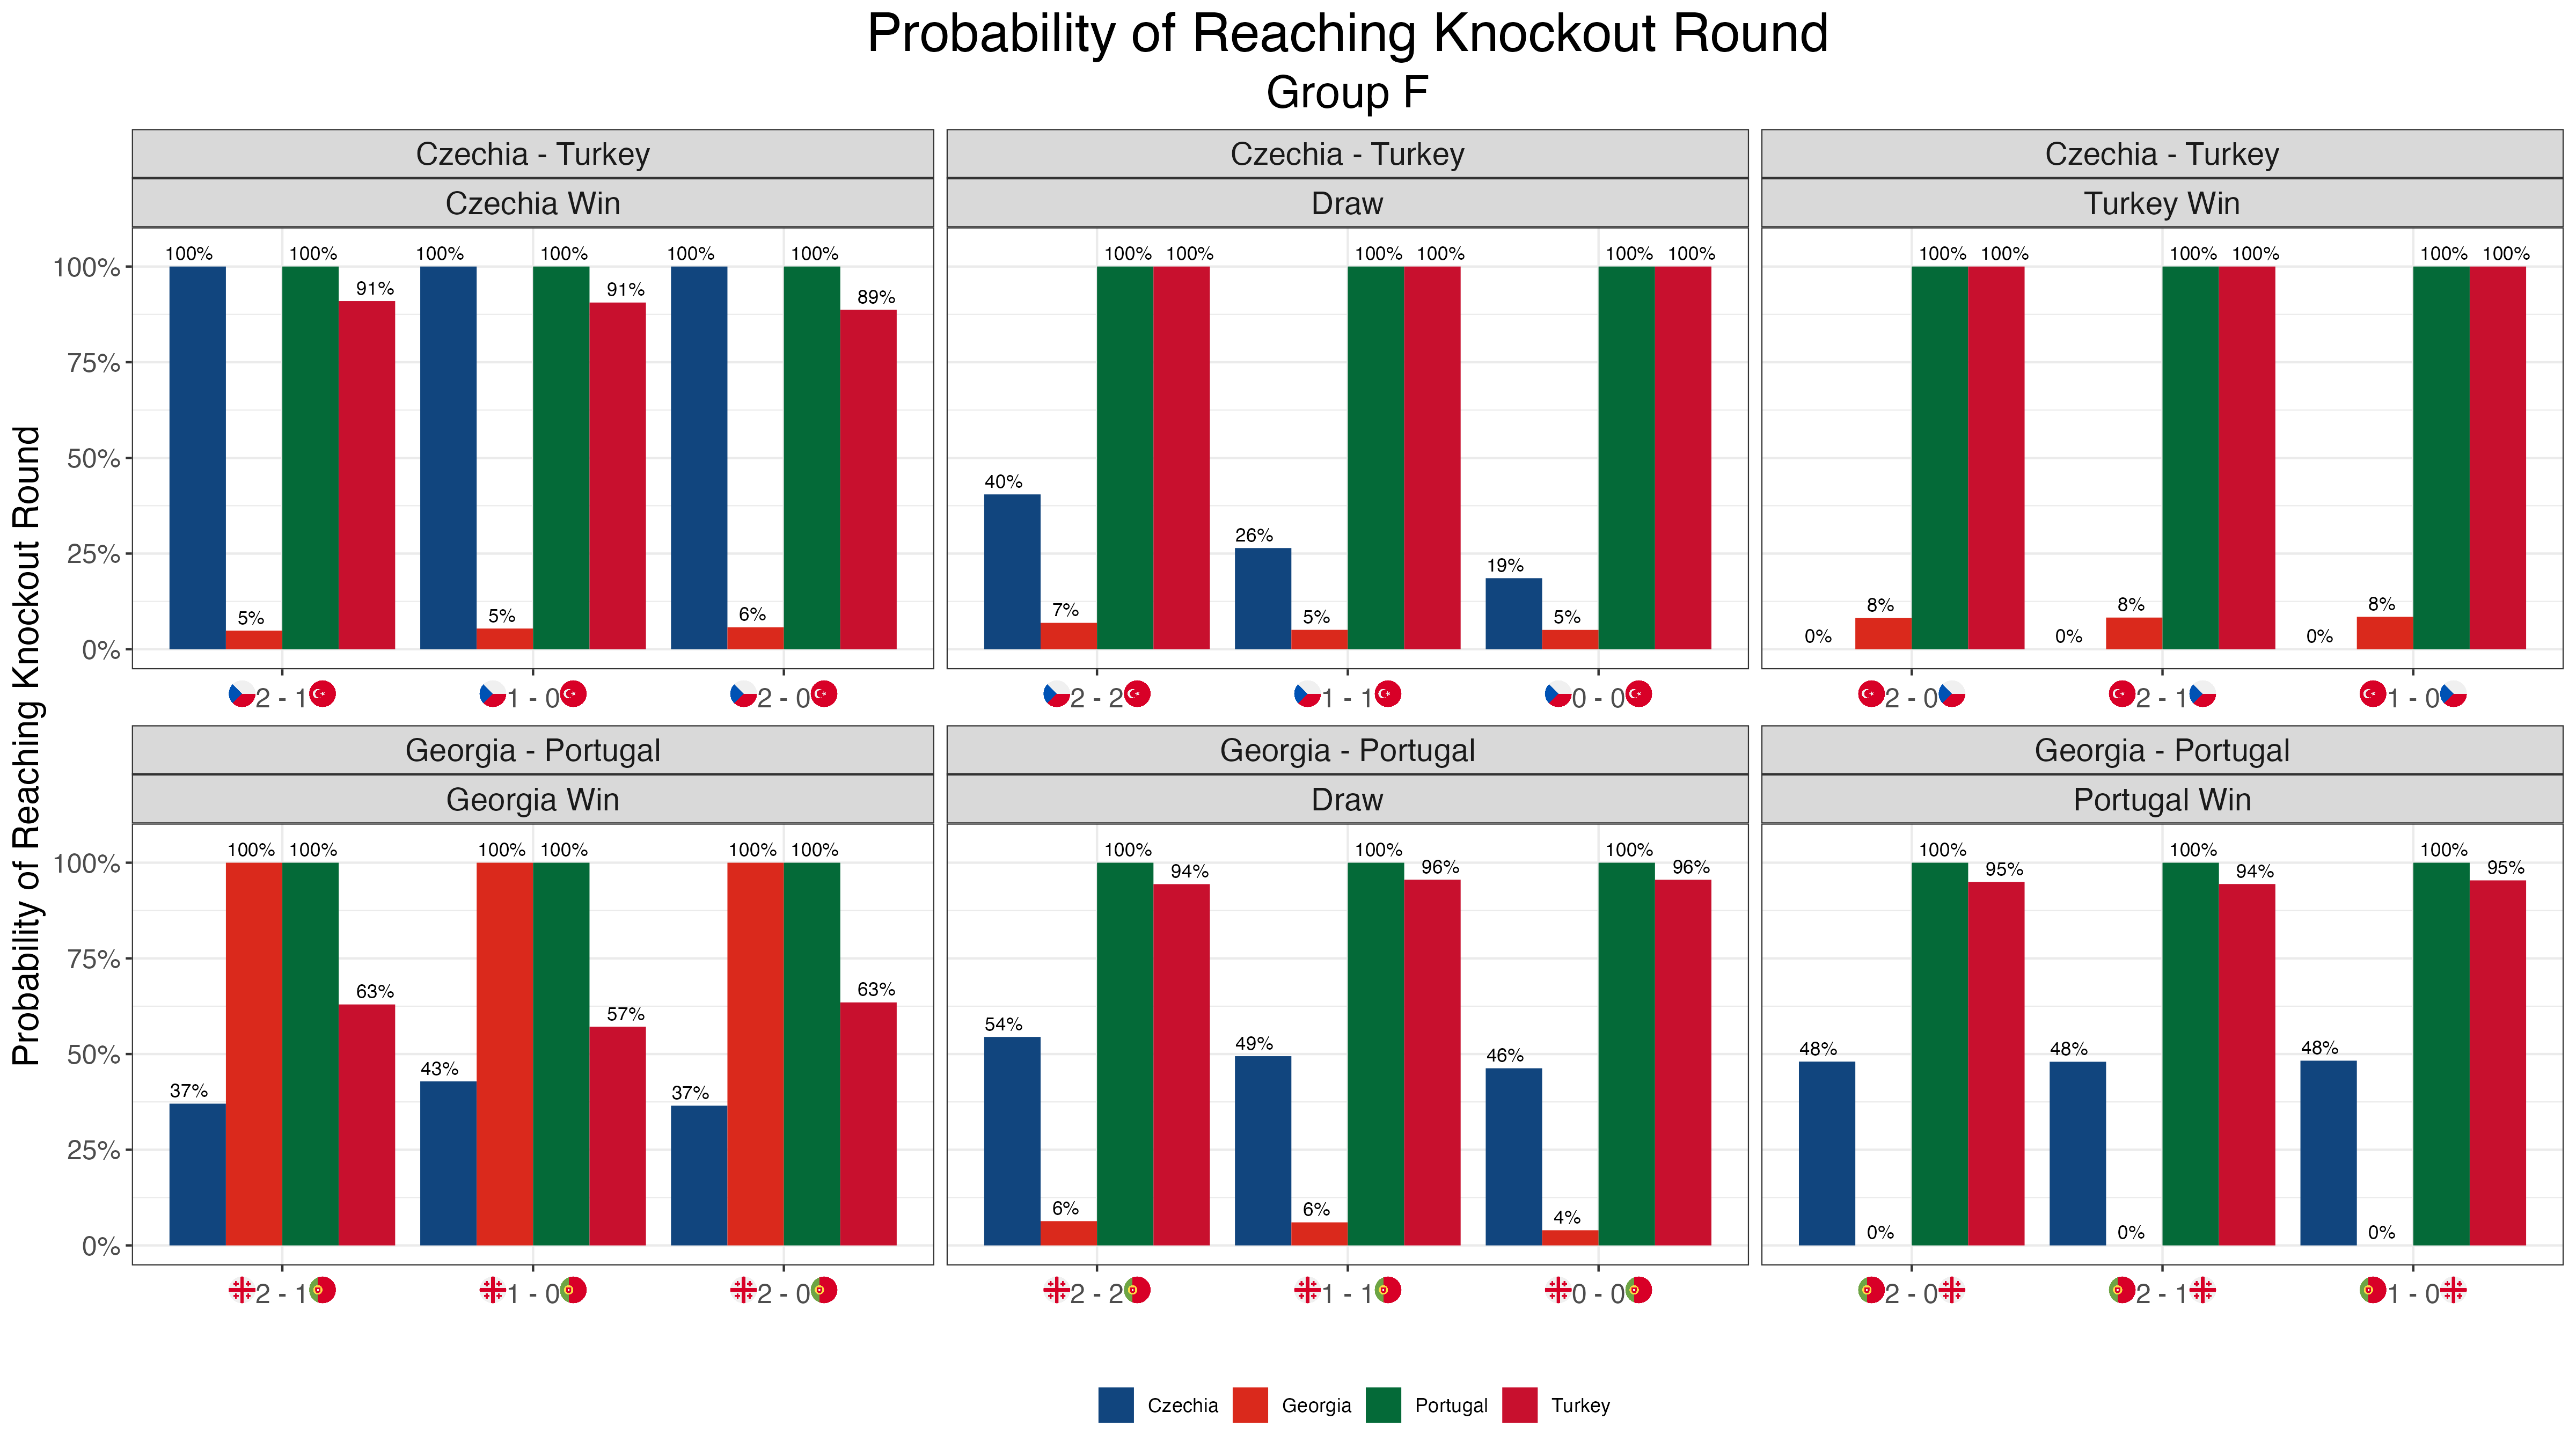 Probability of Reaching Knockout Round
Group F
Probability of Reaching Knockout Round
Czechia - Turkey
Czechia Win
100% 100% 100% 100% 100% 100%
91% 91% 89%
5% 5% 6%
100%
75%
50%
25%
0%
2 - 1 1 - 0 2 - 0
Czechia - Turkey
Draw
100% 100% 100% 100% 100% 100%
40% 26% 19%
7% 5% 5%
2 - 2 1 - 1 0 - 0
Czechia - Turkey
Turkey Win
100% 100% 100% 100% 100% 100%
8% 8% 8%
0% 0% 0%
2 - 0 2 - 1 1 - 0
Georgia - Portugal
Georgia Win
100% 100% 100% 100% 100% 100%
63% 57% 63%
37% 43% 37%
100%
75%
50%
25%
0%
2 - 1 1 - 0 2 - 0
Georgia - Portugal
Draw
100% 100% 100%
94% 96% 96%
54% 49% 46%
6% 6% 4%
2 - 2 1 - 1 0 - 0
Georgia - Portugal
Portugal Win
100% 100% 100%
95% 94% 95%
48% 48% 48%
0% 0% 0%
2 - 0 2 - 1 1 - 0
Czechia Georgia Portugal Turkey